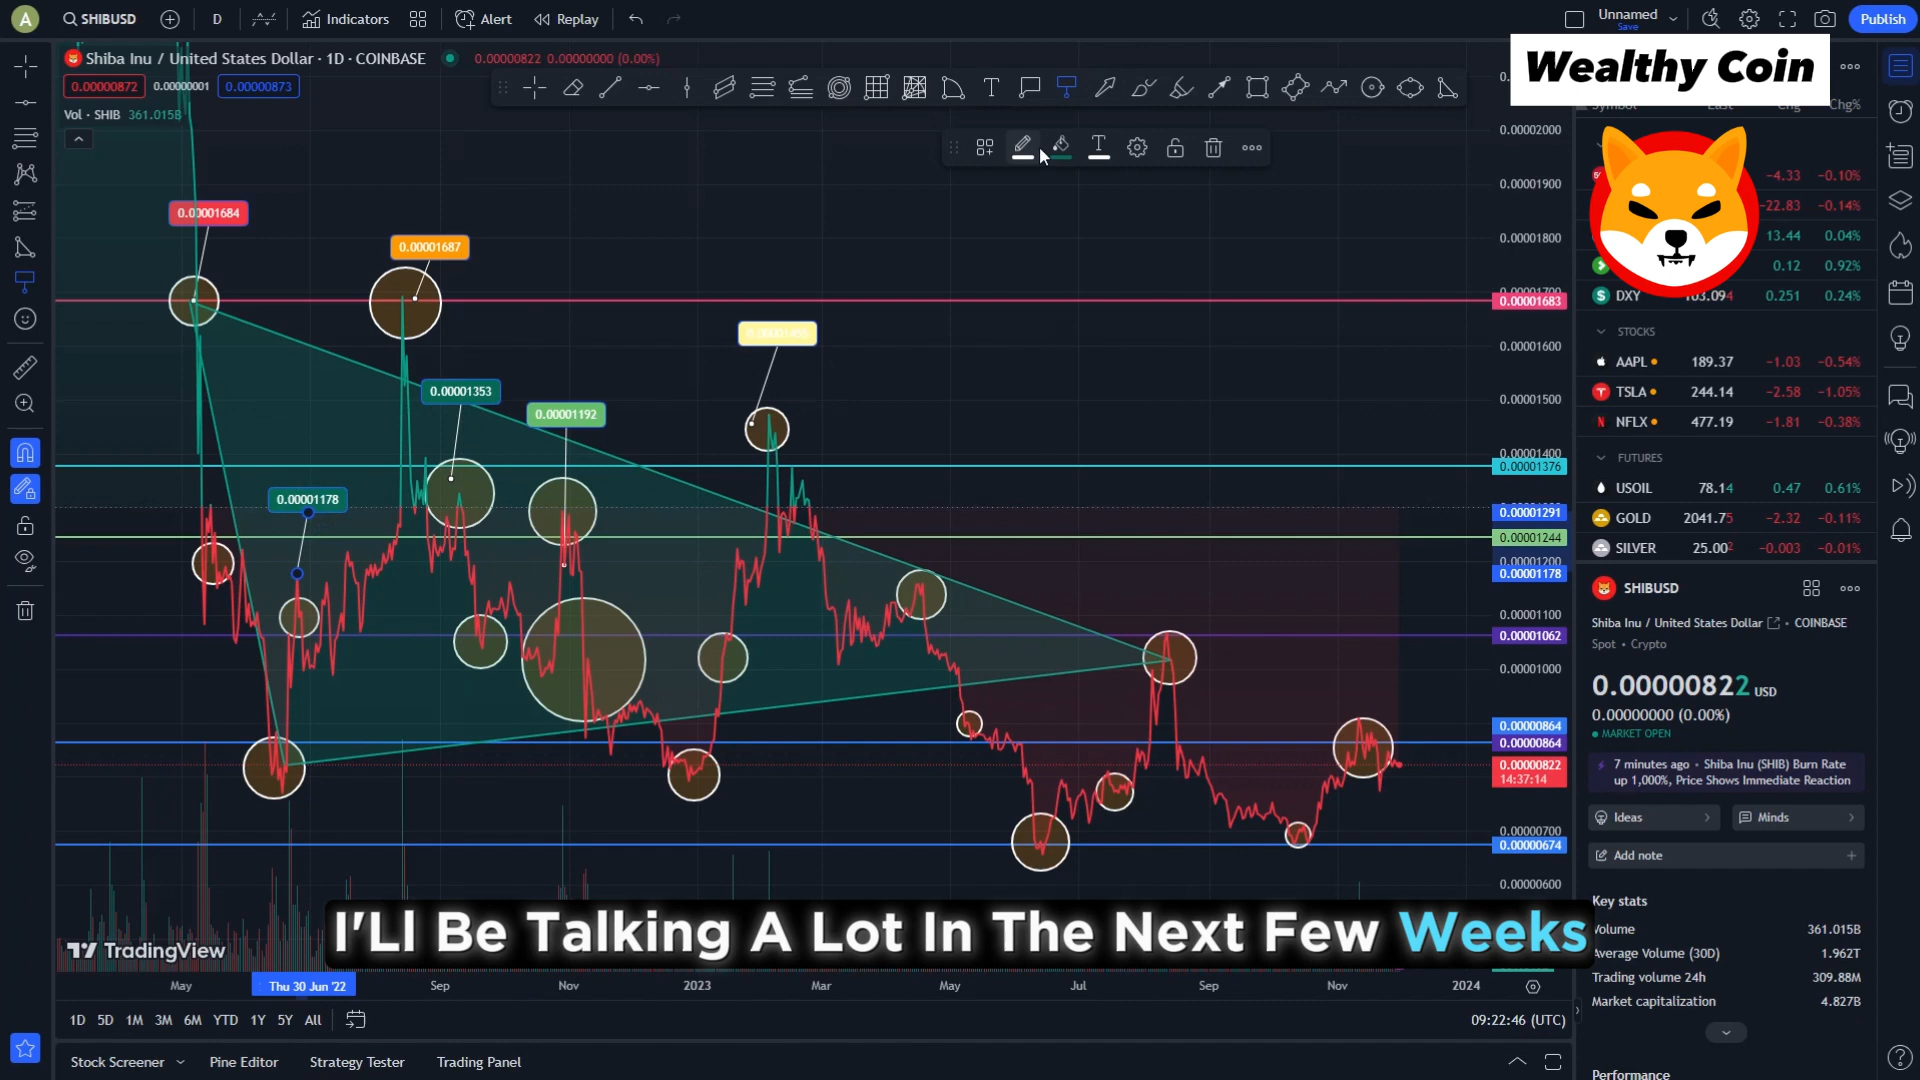 A
SHIBUSD
D
Indicators
Alert
Replay
Unnamed
Save
Publish
Wealthy Coin
Shiba Inu / United States Dollar · 1D · COINBASE
0.00000822 0.00000000 (0.00%)
0.00000872
0.00000001
0.00000873
Vol · SHIB 361.015B
0.00001684
0.00001687
0.00001353
0.00001192
0.00001178
0.00002000
0.00001900
0.00001800
0.00001683
0.00001600
0.00001500
0.00001400
0.00001376
0.00001291
0.00001244
0.00001200
0.00001178
0.00001100
0.00001062
0.00001000
0.00000864
0.00000864
0.00000822
14:37:14
0.00000700
0.00000674
0.00000600
Chg%
−4.33 −0.10%
−22.83 −0.14%
13.44 0.04%
0.12 0.92%
DXY 103.094 0.251 0.24%
STOCKS
AAPL 189.37 −1.03 −0.54%
TSLA 244.14 −2.58 −1.05%
NFLX 477.19 −1.81 −0.38%
FUTURES
USOIL 78.14 0.47 0.61%
GOLD 2041.75 −2.32 −0.11%
SILVER 25.002 −0.003 −0.01%
SHIBUSD
Shiba Inu / United States Dollar • COINBASE
Spot • Crypto
0.00000822 USD
0.00000000 (0.00%)
MARKET OPEN
7 minutes ago • Shiba Inu (SHIB) Burn Rate
up 1,000%, Price Shows Immediate Reaction
Ideas
Minds
Add note
Key stats
Volume 361.015B
Average Volume (30D) 1.962T
Trading volume 24h 309.88M
Market capitalization 4.827B
Performance
I'Ll Be Talking A Lot In The Next Few Weeks
TradingView
May
Thu 30 Jun '22
Sep
Nov
2023
Mar
May
Jul
Sep
Nov
2024
1D 5D 1M 3M 6M YTD 1Y 5Y All
09:22:46 (UTC)
Stock Screener
Pine Editor
Strategy Tester
Trading Panel